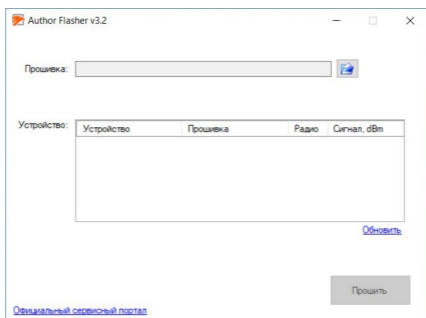 Author Flasher v3.2
Прошивка:
Устройство:
Устройство Прошивка Радио Сигнал, dBm
Обновить
Прошить
Официальный сервисный портал